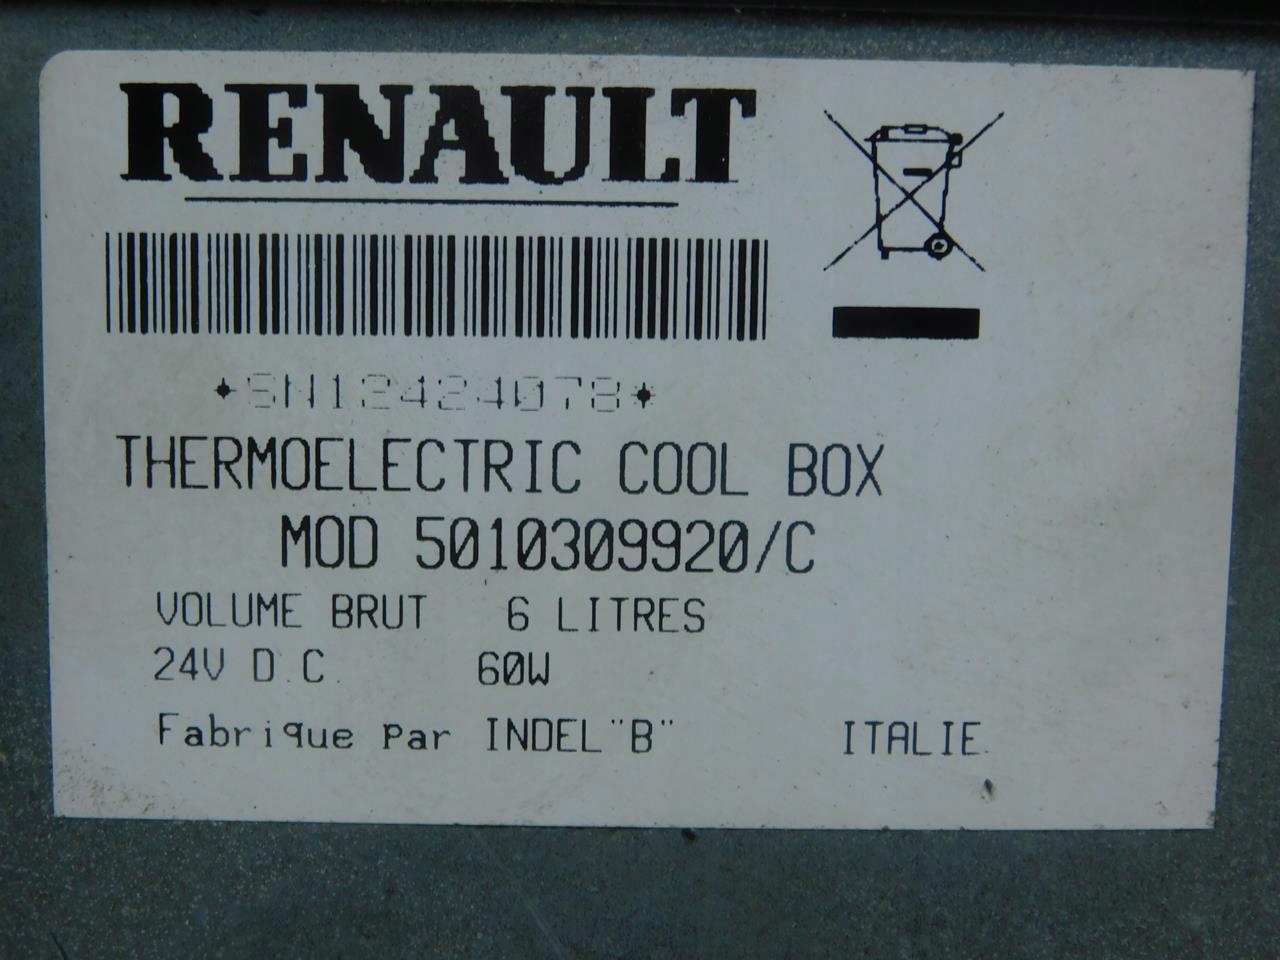 RENAULT
*SN12424078*
THERMOELECTRIC COOL BOX
MOD 5010309920/C
VOLUME BRUT 6 LITRES
24V D.C. 60W
Fabrique Par INDEL "B" ITALIE